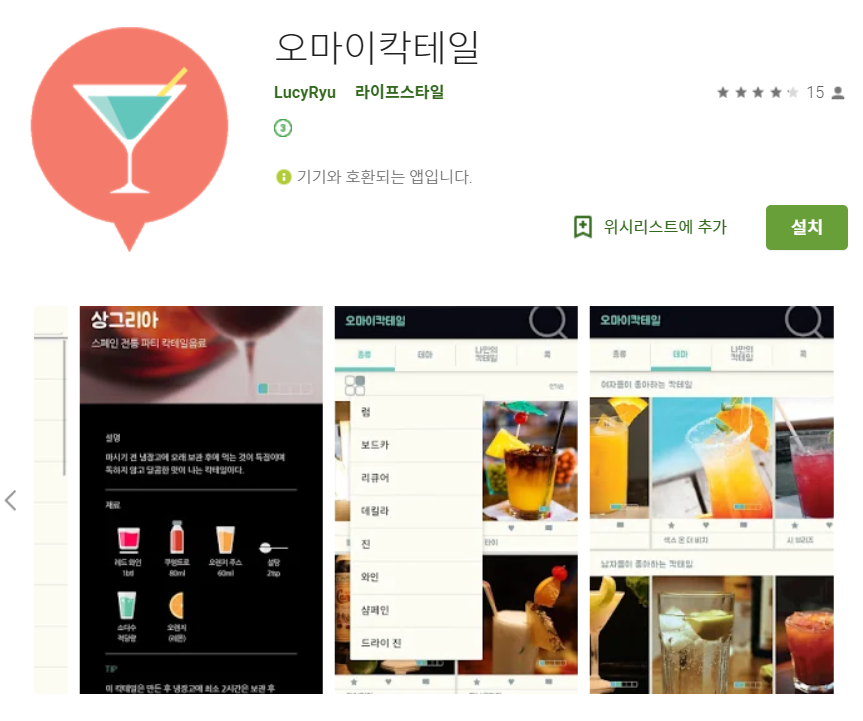 오마이칵테일
LucyRyu 라이프스타일
15
3
기기와 호환되는 앱입니다.
위시리스트에 추가
설치
상그리아
스페인 전통 파티 칵테일음료
설명
마시기 전 냉장고에 오래 보관 후에 먹는 것이 특징이며
독하지 않고 달콤한 맛이 나는 칵테일이다.
재료
레드 와인
1btl
쿠앵트로
80ml
오렌지 주스
60ml
설탕
2tsp
소다수
적당량
오렌지
(레몬)
TIP
이 칵테일은 만든 후 냉장고에 최소 2시간은 보관 후
오마이칵테일
종류
테마
나만의
칵테일
럼
보드카
리큐어
데킬라
진
와인
샴페인
드라이 진
오마이칵테일
종류
테마
나만의
칵테일
여자들이 좋아하는 칵테일
섹스 온 더 비치
시 브리즈
남자들이 좋아하는 칵테일